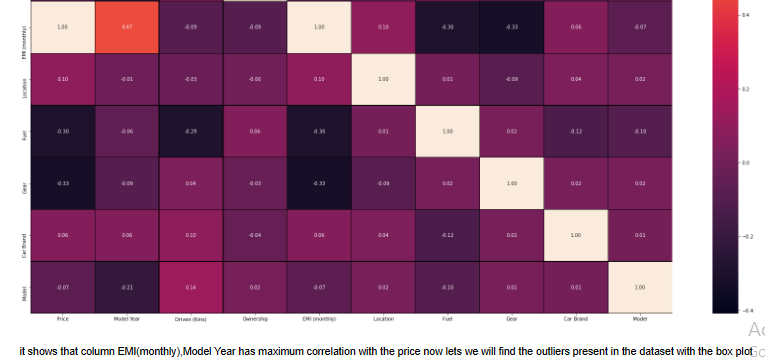 1.00 0.47 -0.09 -0.09 1.00 0.10 -0.30 -0.33 0.06 -0.07
EMI (monthly)
0.4
0.10 -0.01 -0.03 -0.00 0.10 1.00 0.01 -0.09 0.04 0.02
Location
0.2
-0.30 -0.06 -0.29 0.06 -0.30 0.01 1.00 0.02 -0.12 -0.10
Fuel
0.0
-0.33 -0.09 0.04 -0.03 -0.33 -0.09 0.02 1.00 0.02 0.02
Gear
-0.2
0.06 0.06 0.10 -0.04 0.06 0.04 -0.12 0.02 1.00 0.01
Car Brand
-0.07 -0.21 0.14 0.02 -0.07 0.02 -0.10 0.02 0.01 1.00
Model
-0.4
Price Model Year Driven (Kms) Ownership EMI (monthly) Location Fuel Gear Car Brand Model
it shows that column EMI(monthly),Model Year has maximum correlation with the price now lets we will find the outliers present in the dataset with the box plot